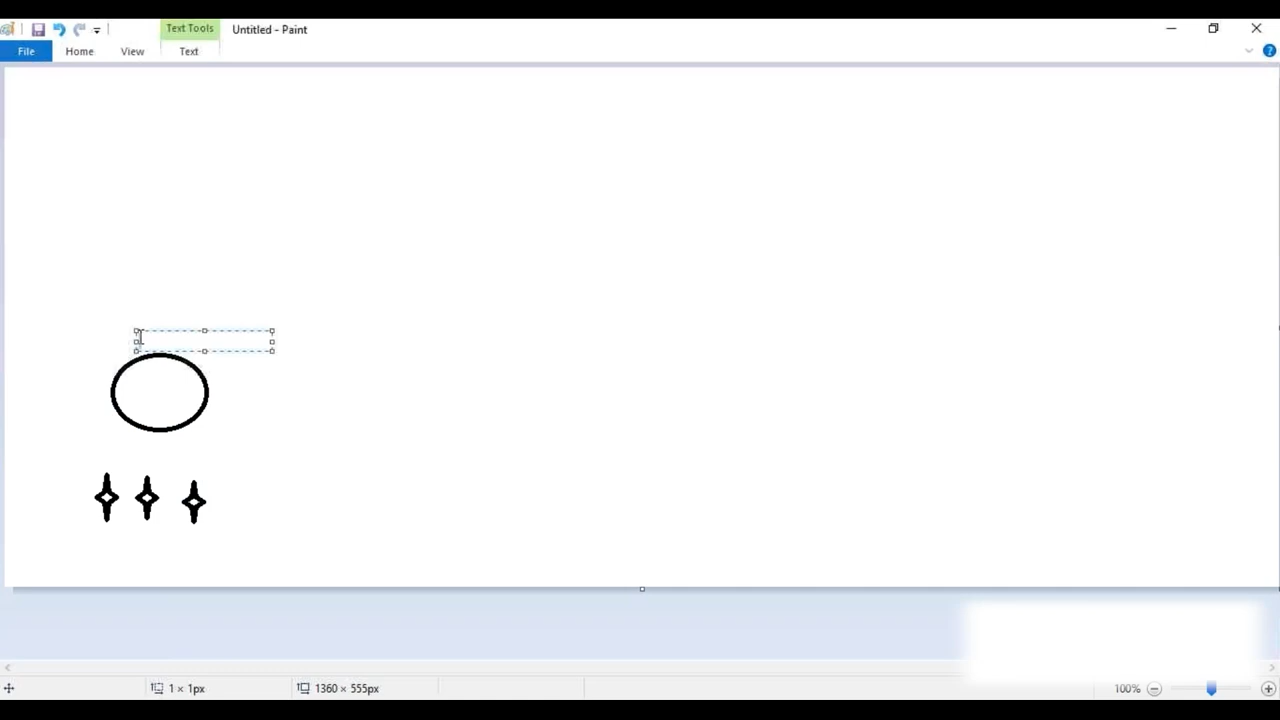 Text Tools
Untitled - Paint
File Home View Text
1 × 1px 1360 × 555px 100%